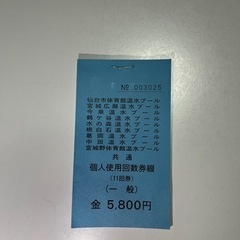 No 003025
仙台市体育館温水プール
宮城広瀬温水プール
今泉温水プール
鶴ケ谷温水プール
水の森温水プール
根白石温水プール
葛岡温水プール
中田温水プール
宮城野体育館温水プール
共通
個人使用回数券綴
(11回券)
(一般)
金 5,800円